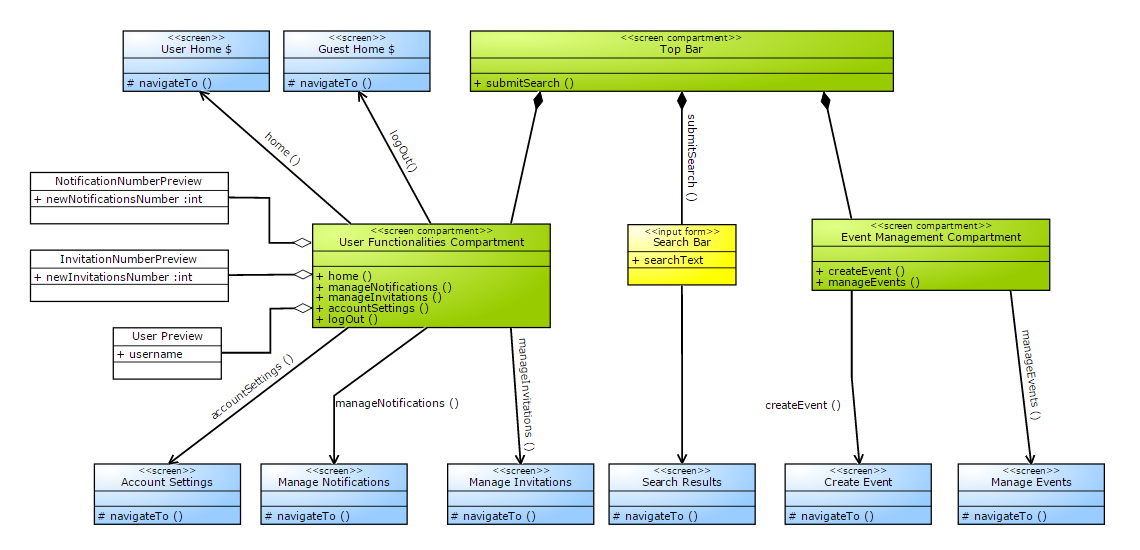 <<screen>>
User Home $
# navigateTo ()
<<screen>>
Guest Home $
# navigateTo ()
<<screen compartment>>
Top Bar
+ submitSearch ()
home ()
logOut()
submitSearch ()
NotificationNumberPreview
+ newNotificationsNumber :int
InvitationNumberPreview
+ newInvitationsNumber :int
User Preview
+ username
<<screen compartment>>
User Functionalities Compartment
+ home ()
+ manageNotifications ()
+ manageInvitations ()
+ accountSettings ()
+ logOut ()
<<input form>>
Search Bar
+ searchText
<<screen compartment>>
Event Management Compartment
+ createEvent ()
+ manageEvents ()
accountSettings ()
manageNotifications ()
manageInvitations ()
createEvent ()
manageEvents ()
<<screen>>
Account Settings
# navigateTo ()
<<screen>>
Manage Notifications
# navigateTo ()
<<screen>>
Manage Invitations
# navigateTo ()
<<screen>>
Search Results
# navigateTo ()
<<screen>>
Create Event
# navigateTo ()
<<screen>>
Manage Events
# navigateTo ()